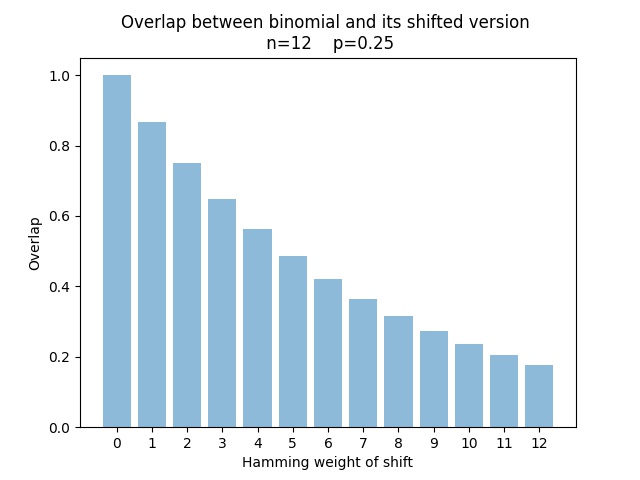 Overlap between binomial and its shifted version
n=12    p=0.25
1.0
0.8
0.6
0.4
0.2
0.0
Overlap
0 1 2 3 4 5 6 7 8 9 10 11 12
Hamming weight of shift